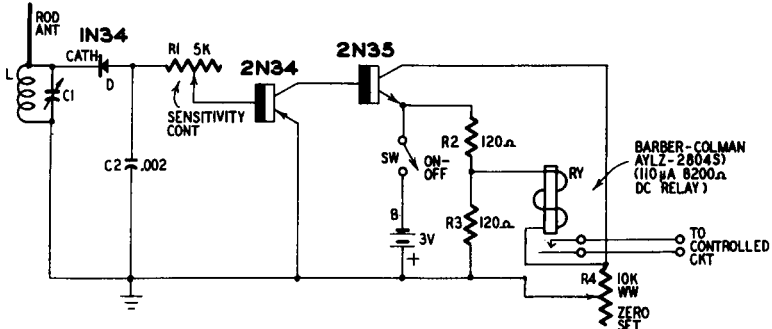 ROD
ANT
1N34
CATH
L
C1
D
R1 5K
SENSITIVITY
CONT
C2 .002
2N34
2N35
SW
ON-
OFF
B
3V
+
R2
120Ω
R3
120Ω
RY
BARBER-COLMAN
AYLZ-2804S)
(110µA 8200Ω
DC RELAY)
TO
CONTROLLED
CKT
R4
10K
WW
ZERO
SET